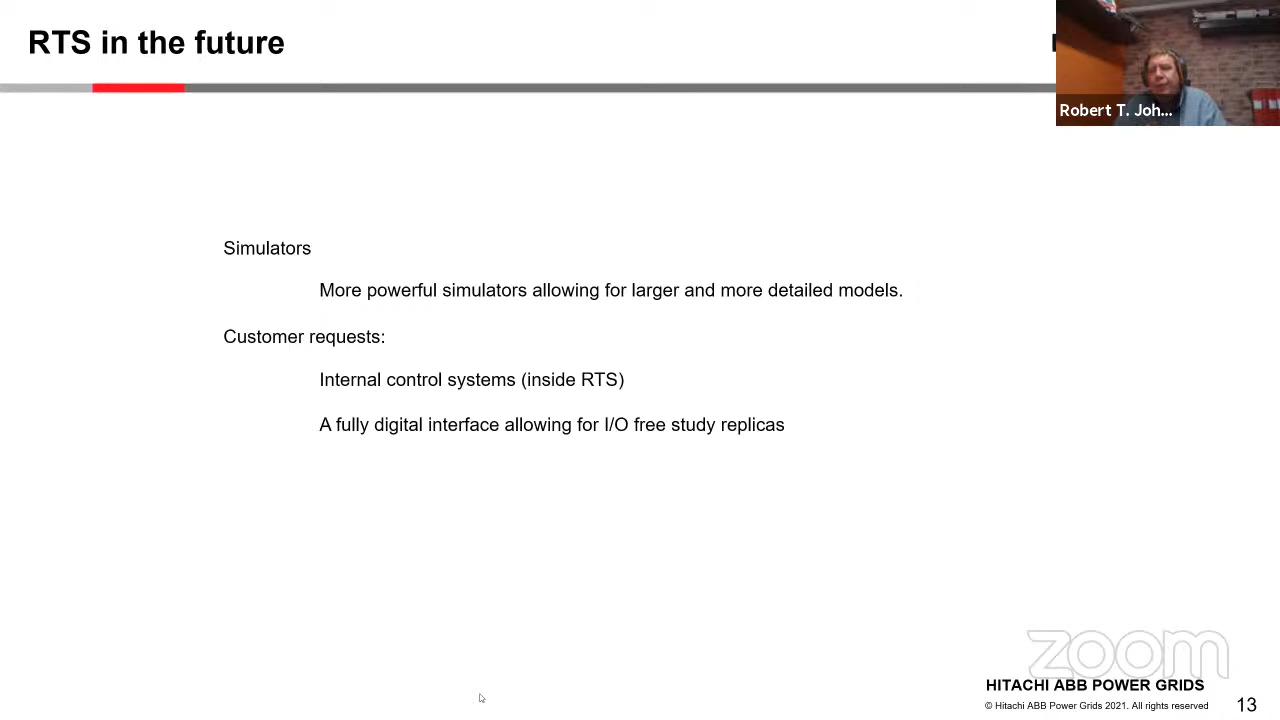 RTS in the future
Robert T. Joh...
Simulators
More powerful simulators allowing for larger and more detailed models.
Customer requests:
Internal control systems (inside RTS)
A fully digital interface allowing for I/O free study replicas
zoom
HITACHI ABB POWER GRIDS
© Hitachi ABB Power Grids 2021. All rights reserved
13